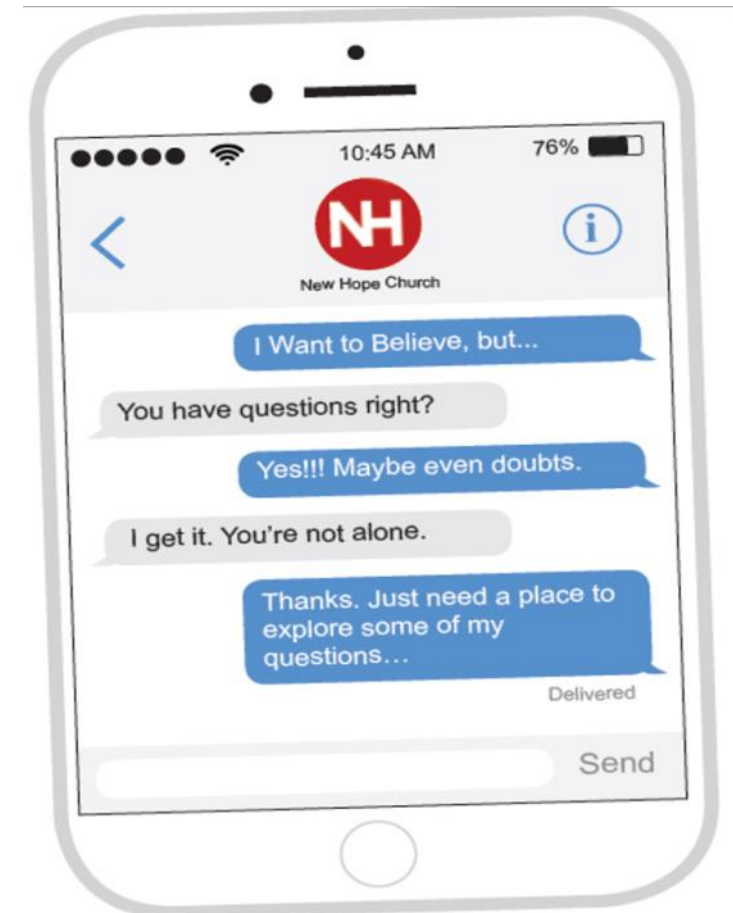 10:45 AM
76%
NH
i
New Hope Church
I Want to Believe, but...
You have questions right?
Yes!!! Maybe even doubts.
I get it. You're not alone.
Thanks. Just need a place to
explore some of my
questions...
Delivered
Send